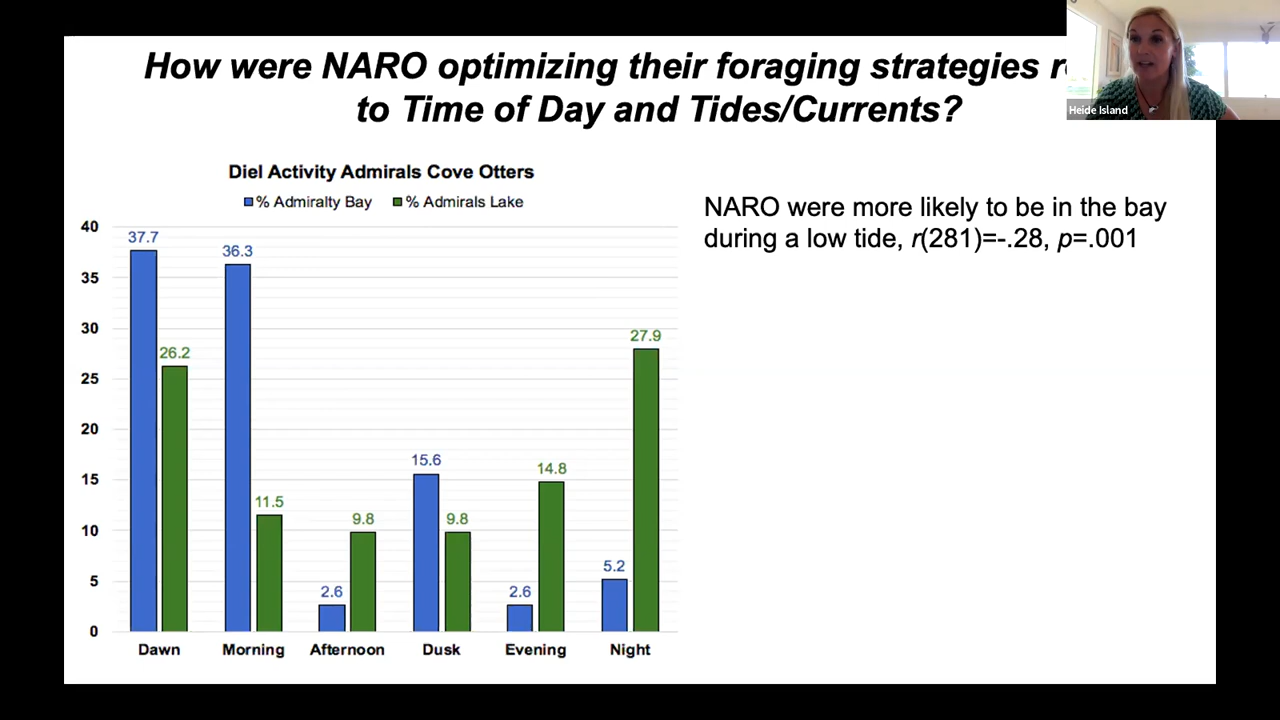 How were NARO optimizing their foraging strategies
to Time of Day and Tides/Currents?
Heide Island
Diel Activity Admirals Cove Otters
% Admiralty Bay % Admirals Lake
NARO were more likely to be in the bay
during a low tide, r(281)=-.28, p=.001
40
37.7
36.3
35
30
27.9
26.2
25
20
15.6
15
14.8
11.5
10
9.8
9.8
5
5.2
2.6
2.6
0
Dawn Morning Afternoon Dusk Evening Night